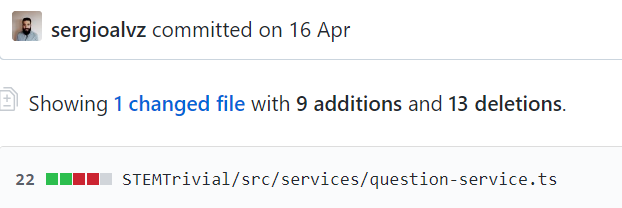 sergioalvz committed on 16 Apr
Showing 1 changed file with 9 additions and 13 deletions.
22 STEMTrivial/src/services/question-service.ts